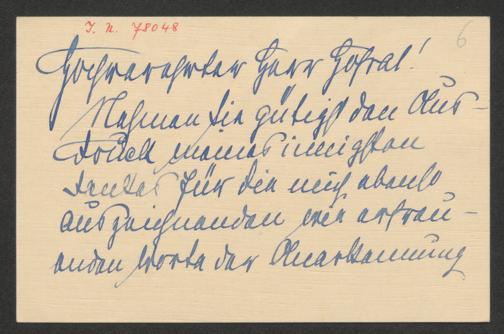 I. N. 78048
6
Hochverehrter Herr Hofrat!
Nehmen Sie gütigst den Aus-
druck meines innigsten
Dankes für die mich ebenso
auszeichnenden wie erfreu-
enden Worte der Anerkennung